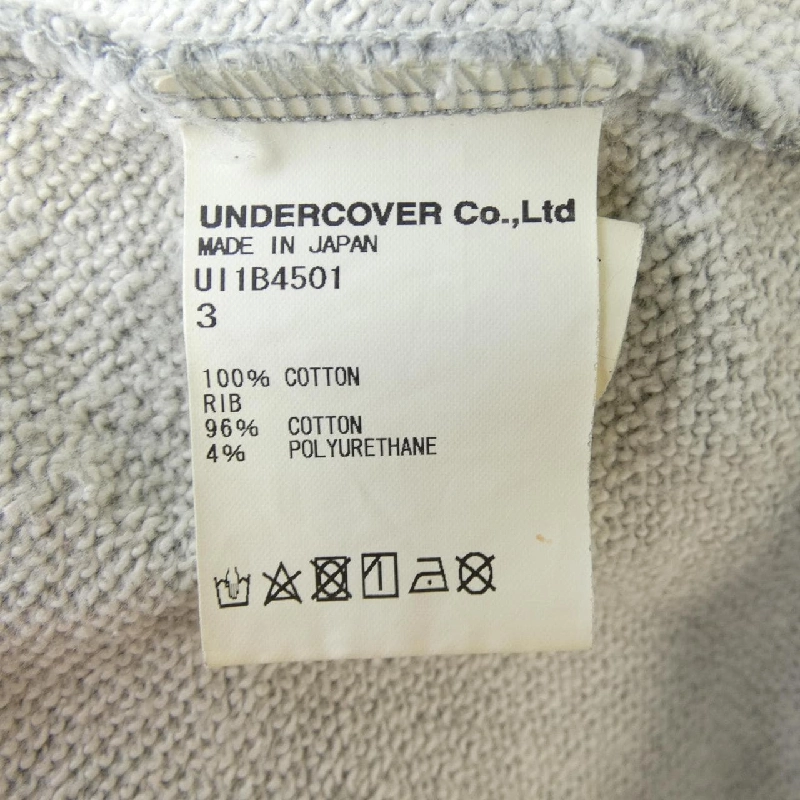 UNDERCOVER Co.,Ltd
MADE IN JAPAN
UI1B4501
3
100% COTTON
RIB
96% COTTON
4% POLYURETHANE